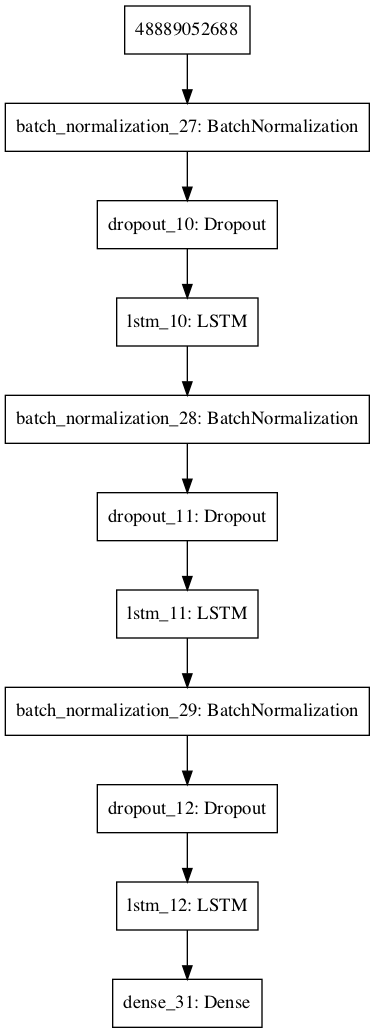 48889052688
batch_normalization_27: BatchNormalization
dropout_10: Dropout
lstm_10: LSTM
batch_normalization_28: BatchNormalization
dropout_11: Dropout
lstm_11: LSTM
batch_normalization_29: BatchNormalization
dropout_12: Dropout
lstm_12: LSTM
dense_31: Dense